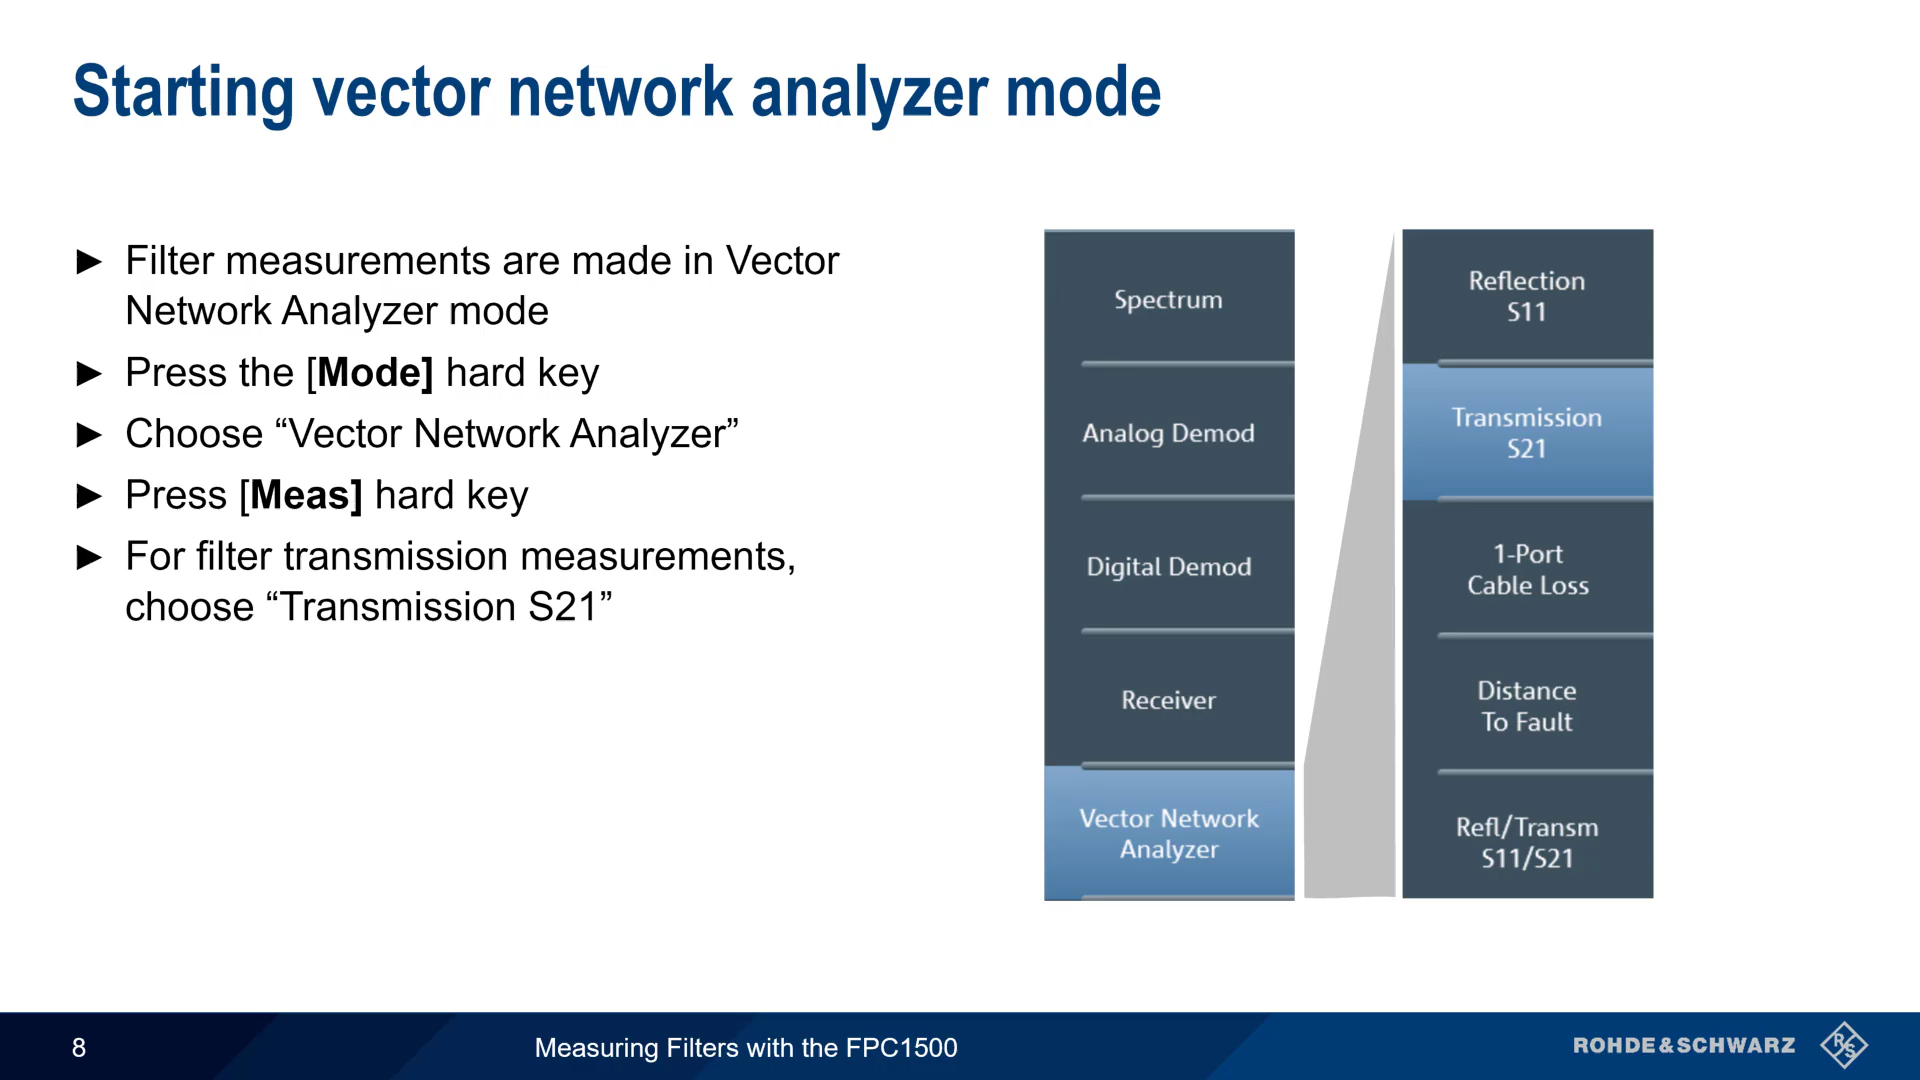 Starting vector network analyzer mode
► Filter measurements are made in Vector
Network Analyzer mode
► Press the [Mode] hard key
► Choose “Vector Network Analyzer”
► Press [Meas] hard key
► For filter transmission measurements,
choose “Transmission S21”
Spectrum
Analog Demod
Digital Demod
Receiver
Vector Network
Analyzer
Reflection
S11
Transmission
S21
1-Port
Cable Loss
Distance
To Fault
Refl/Transm
S11/S21
8
Measuring Filters with the FPC1500
ROHDE&SCHWARZ
R
S